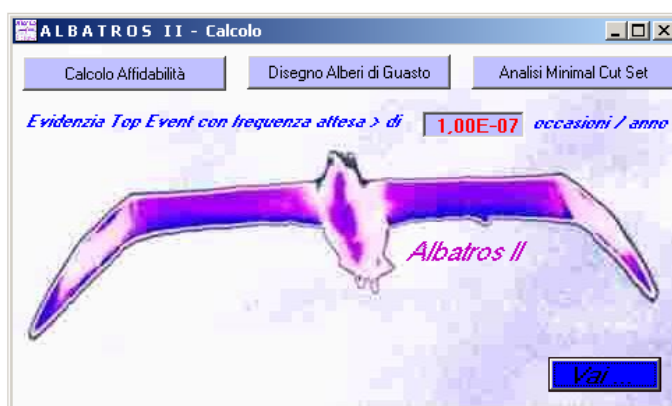 ALBATROS II - Calcolo
Calcolo Affidabilità Disegno Alberi di Guasto Analisi Minimal Cut Set
Evidenzia Top Event con frequenza attesa > di 1,00E-07 occasioni / anno
Albatros II
Vai ...